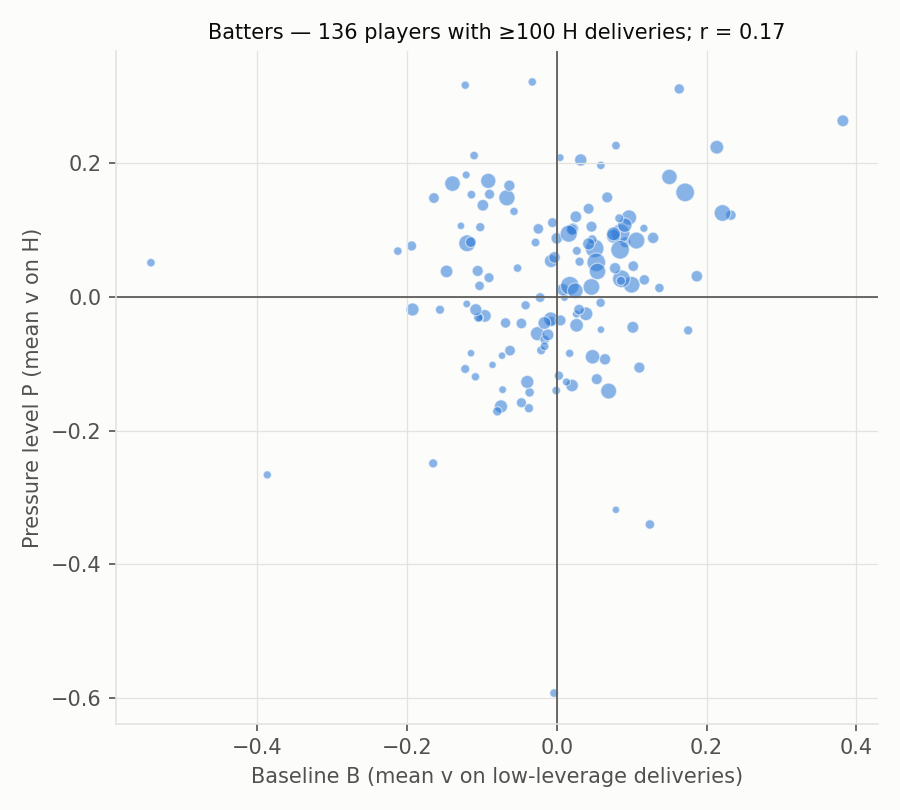 Batters — 136 players with ≥100 H deliveries; r = 0.17
Pressure level P (mean v on H)
0.2
0.0
−0.2
−0.4
−0.6
−0.4 −0.2 0.0 0.2 0.4
Baseline B (mean v on low-leverage deliveries)